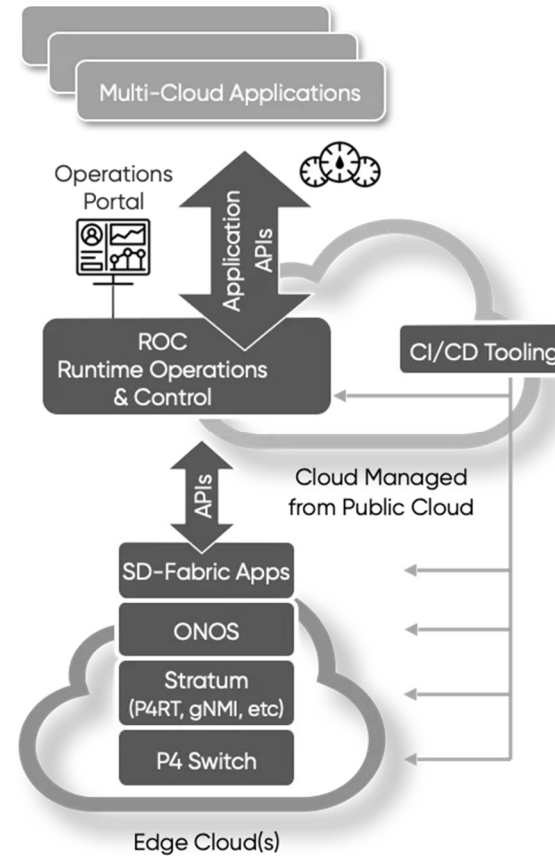 Multi-Cloud Applications
Operations
Portal
Application
APIs
ROC
Runtime Operations
& Control
CI/CD Tooling
APIs
Cloud Managed
from Public Cloud
SD-Fabric Apps
ONOS
Stratum
(P4RT, gNMI, etc)
P4 Switch
Edge Cloud(s)